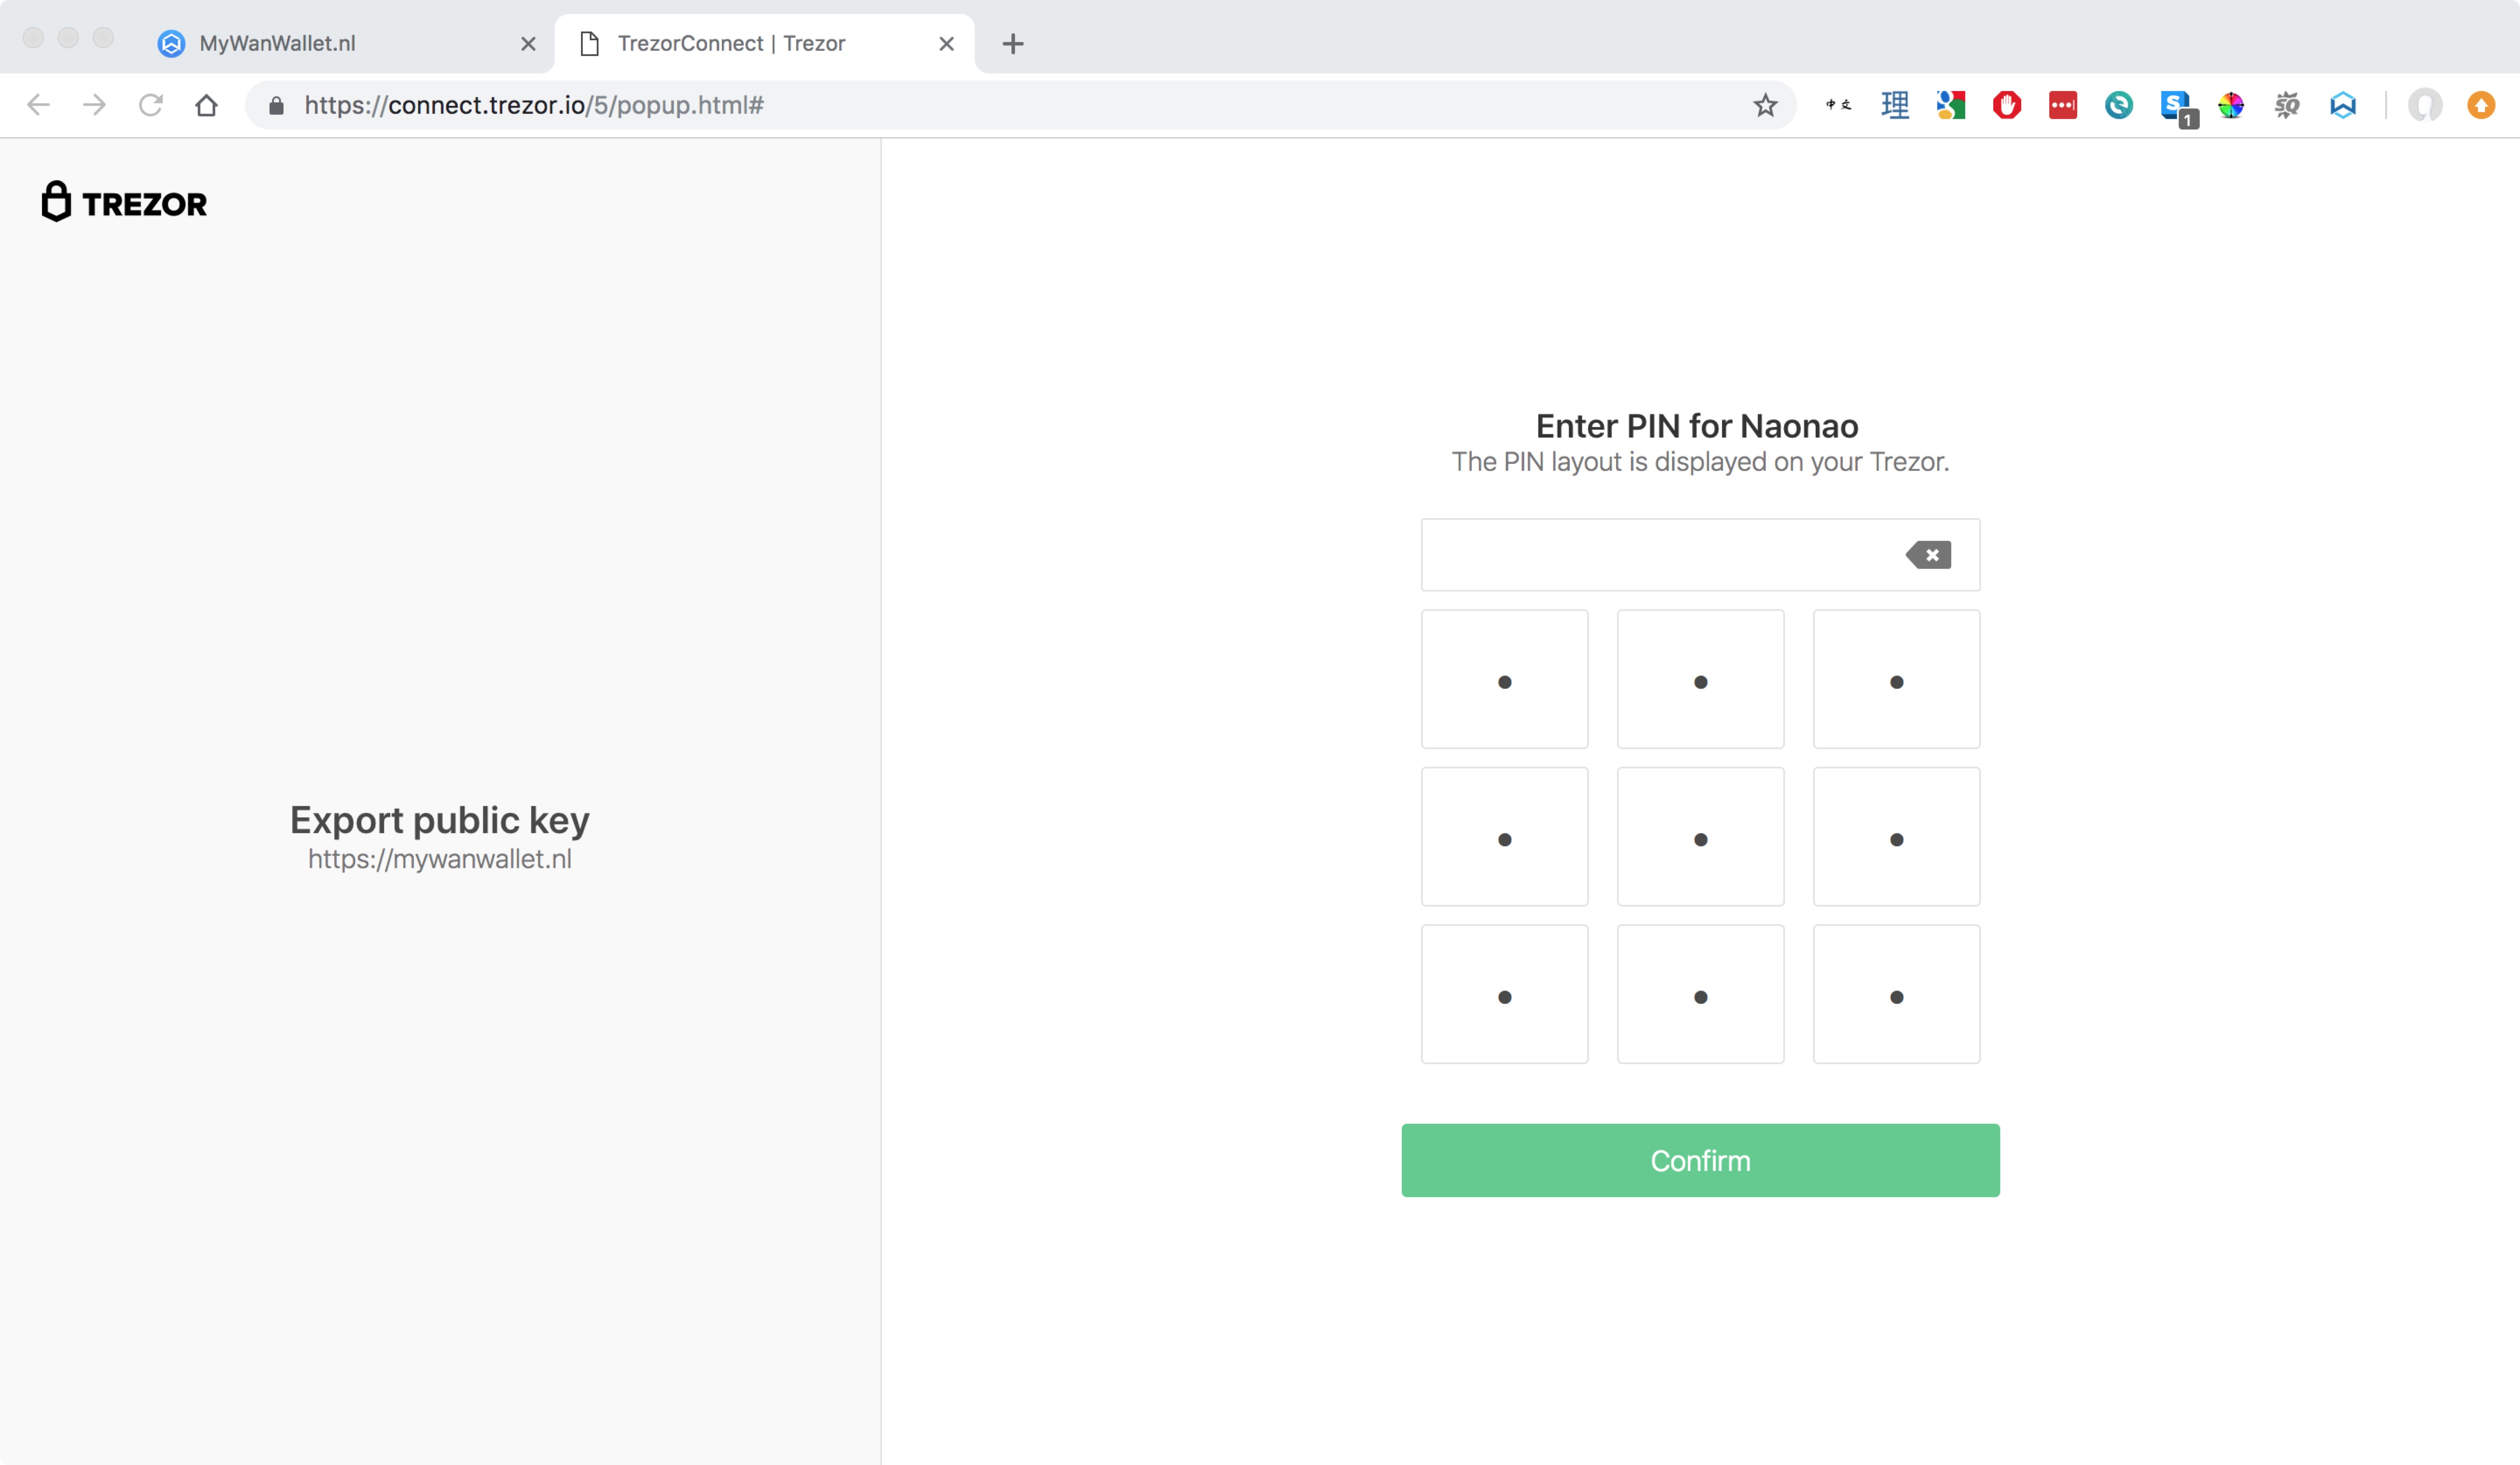 MyWanWallet.nl
TrezorConnect | Trezor
https://connect.trezor.io/5/popup.html#
中文
理
1
TREZOR
Export public key
https://mywanwallet.nl
Enter PIN for Naonao
The PIN layout is displayed on your Trezor.
Confirm